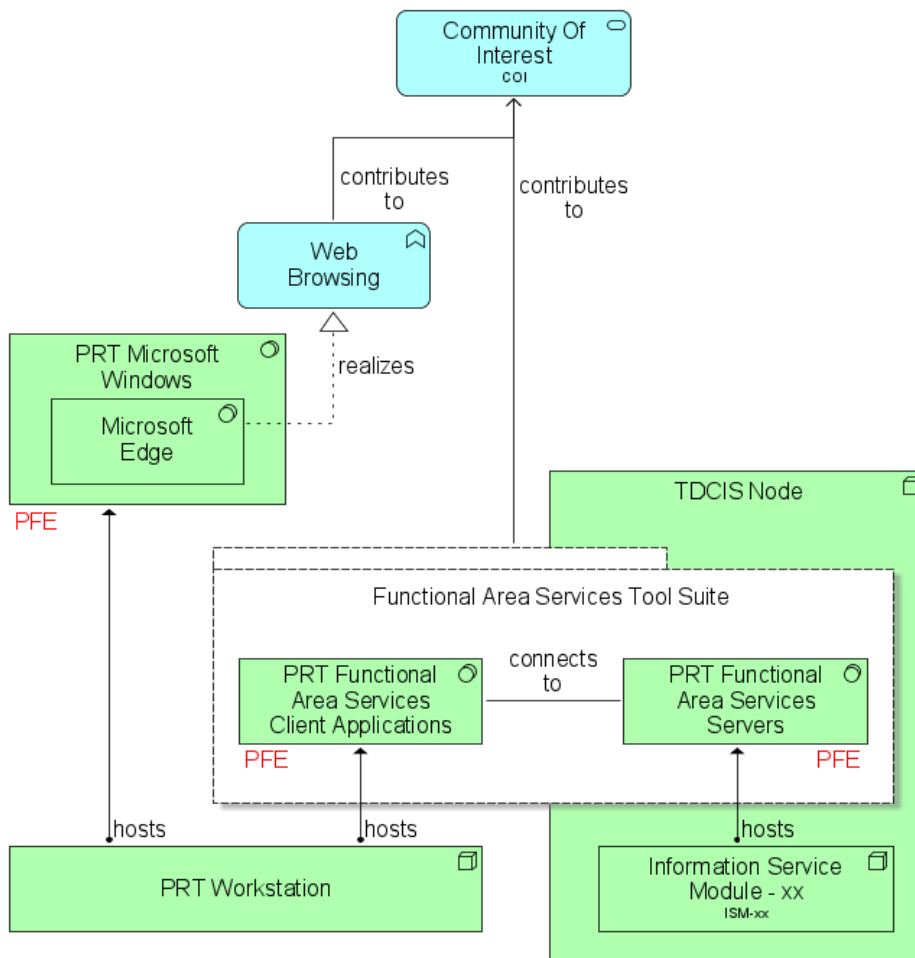 Community Of
Interest
COI
contributes
to
contributes
to
Web
Browsing
realizes
PRT Microsoft
Windows
Microsoft
Edge
PFE
TDCIS Node
Functional Area Services Tool Suite
PRT Functional
Area Services
Client Applications
connects
to
PRT Functional
Area Services
Servers
PFE
PFE
hosts
hosts
hosts
PRT Workstation
Information Service
Module - xx
ISM-xx